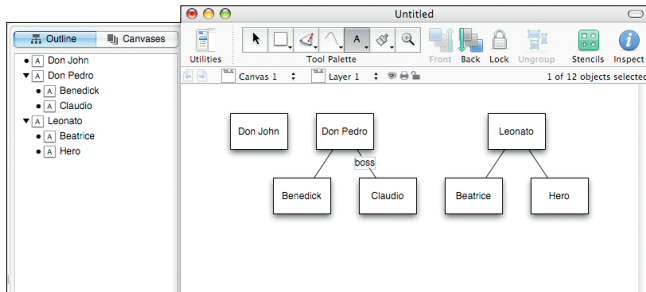 Untitled
Outline
Canvases
Don John
Don Pedro
Benedick
Claudio
Leonato
Beatrice
Hero
Utilities
Tool Palette
Front Back Lock Ungroup
Stencils Inspect
Canvas 1
Layer 1
1 of 12 objects selected
Don John
Don Pedro
Leonato
boss
Benedick
Claudio
Beatrice
Hero